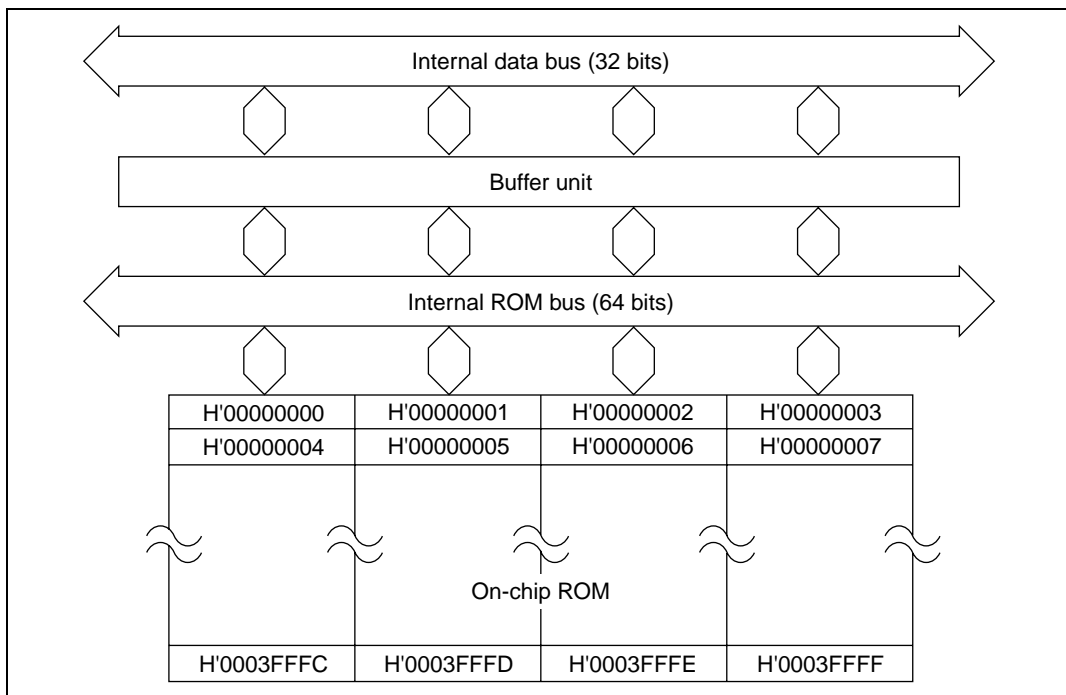 Internal data bus (32 bits)
Buffer unit
Internal ROM bus (64 bits)
H'00000000 H'00000001 H'00000002 H'00000003
H'00000004 H'00000005 H'00000006 H'00000007
On-chip ROM
H'0003FFFC H'0003FFFD H'0003FFFE H'0003FFFF